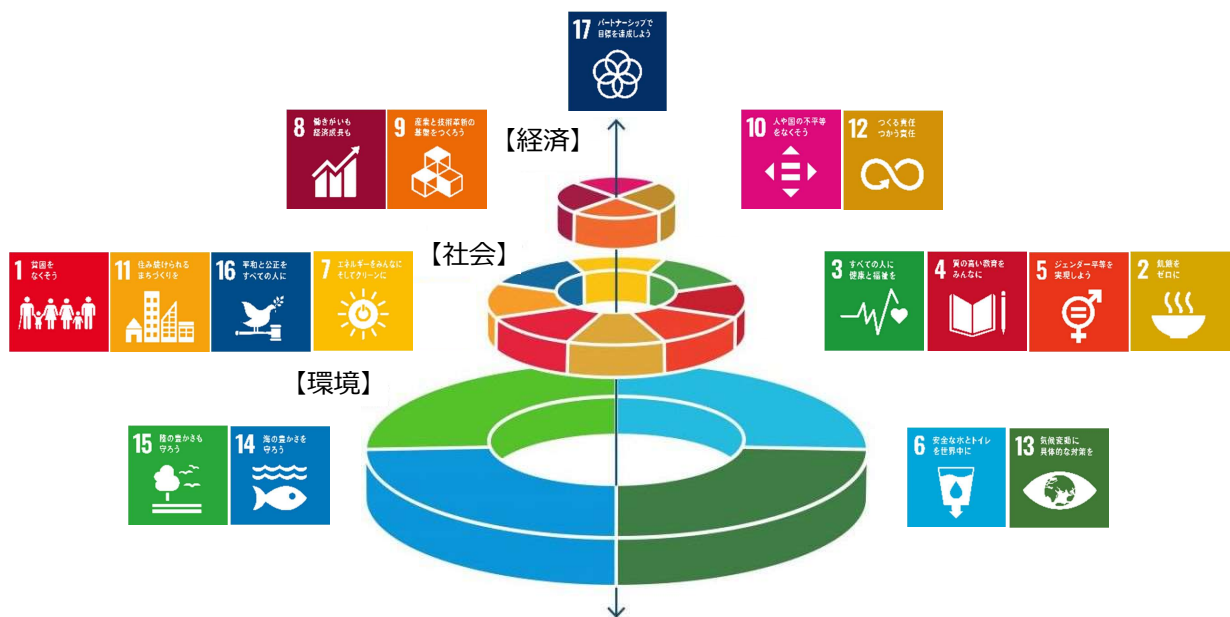 17 パートナーシップで
目標を達成しよう
8 働きがいも
経済成長も
9 産業と技術革新の
基盤をつくろう
【経済】
10 人や国の不平等
をなくそう
12 つくる責任
つかう責任
【社会】
1 貧困を
なくそう
11 住み続けられる
まちづくりを
16 平和と公正を
すべての人に
7 エネルギーをみんなに
そしてクリーンに
3 すべての人に
健康と福祉を
4 質の高い教育を
みんなに
5 ジェンダー平等を
実現しよう
2 飢餓を
ゼロに
【環境】
15 陸の豊かさも
守ろう
14 海の豊かさを
守ろう
6 安全な水とトイレ
を世界中に
13 気候変動に
具体的な対策を